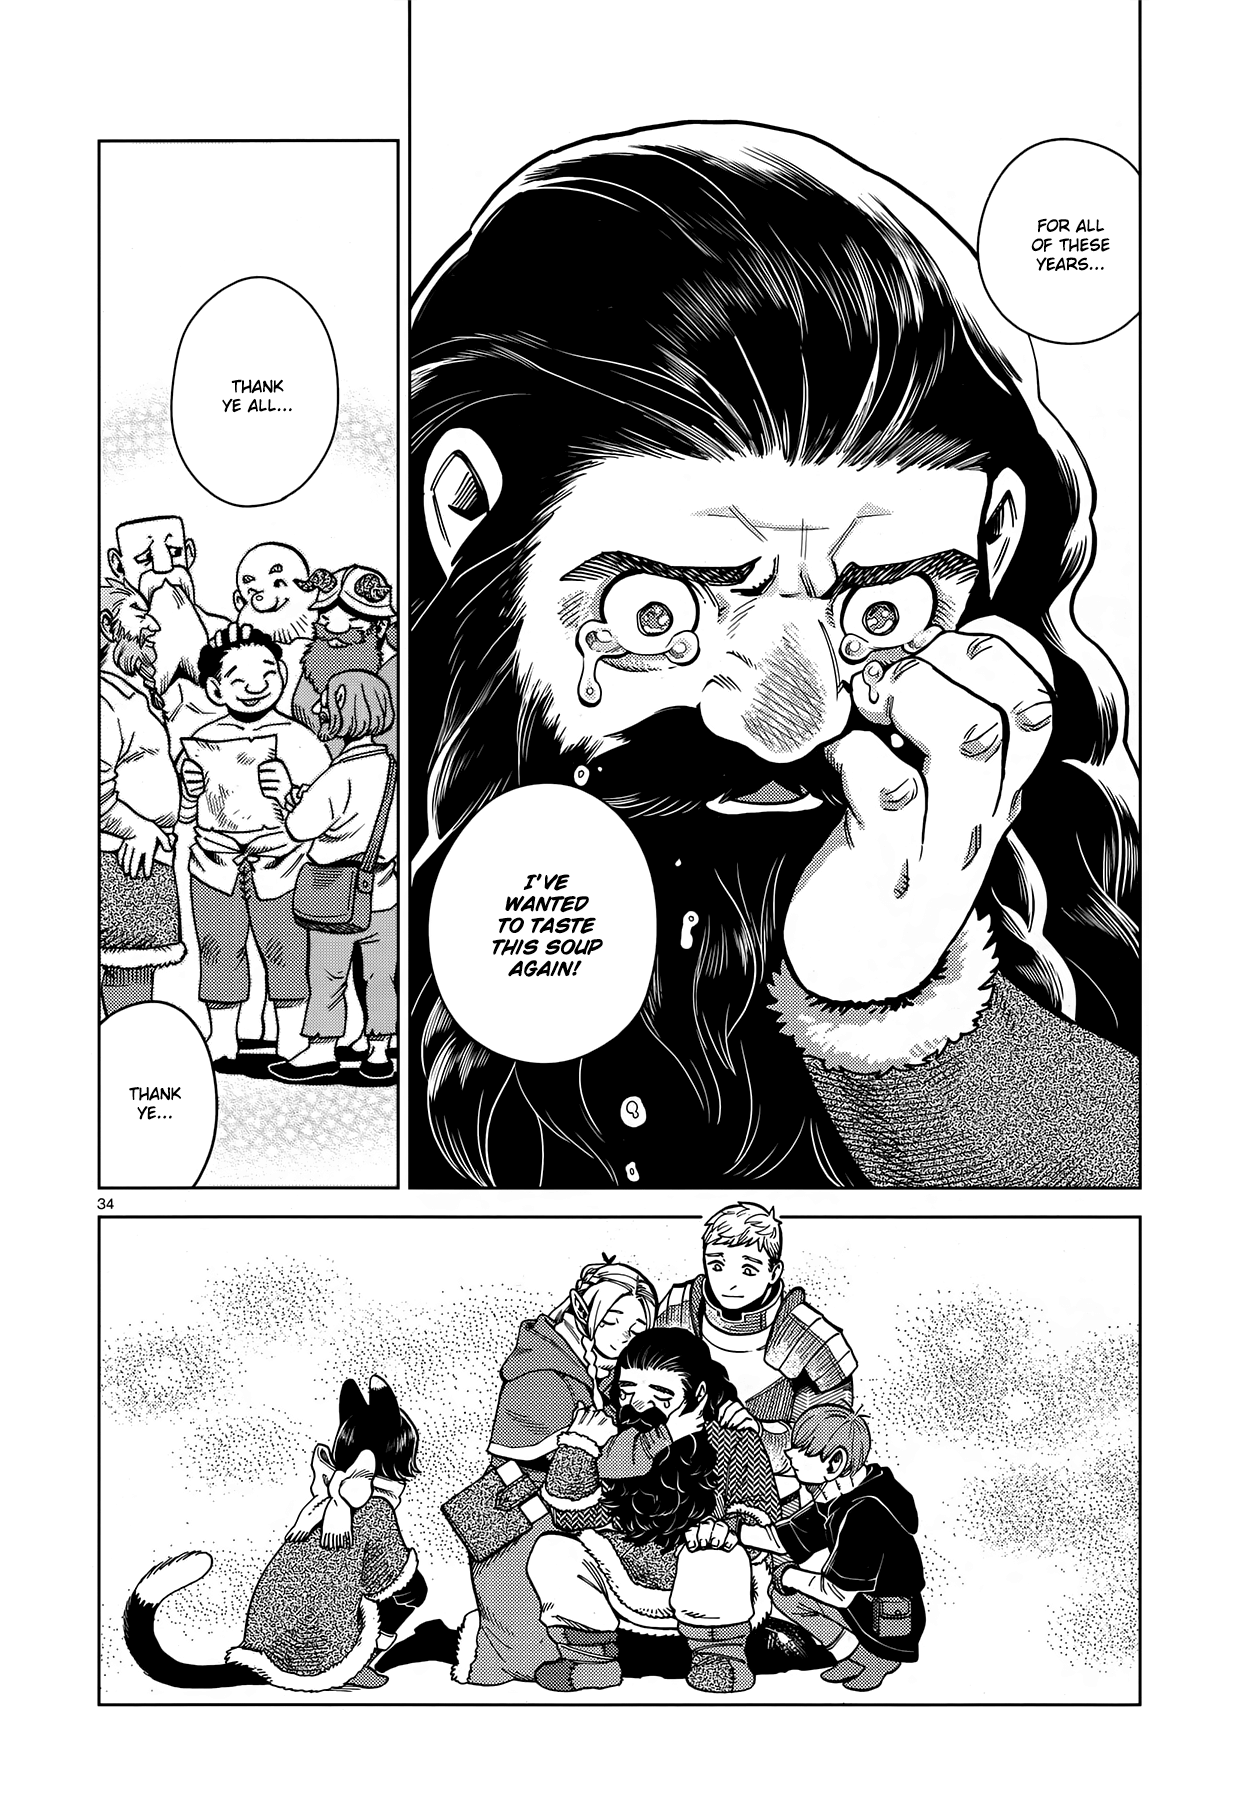 FOR ALL
OF THESE
YEARS...
I'VE
WANTED
TO TASTE
THIS SOUP
AGAIN!
THANK
YE ALL...
THANK
YE...
34